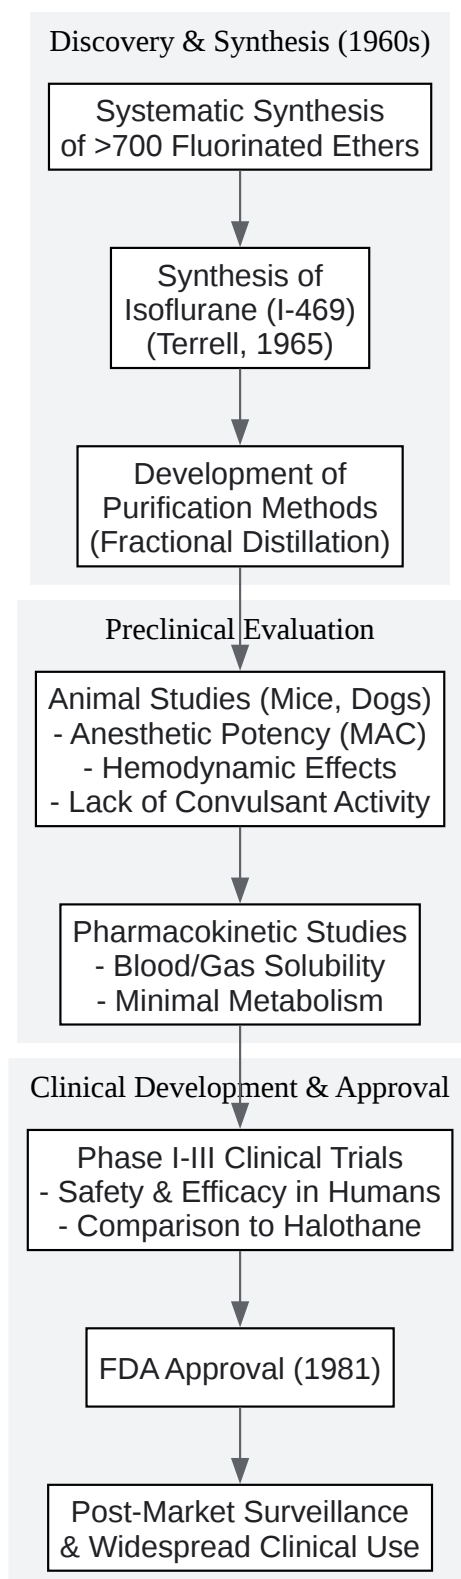 Discovery & Synthesis (1960s)
Systematic Synthesis
of >700 Fluorinated Ethers
Synthesis of
Isoflurane (I-469)
(Terrell, 1965)
Development of
Purification Methods
(Fractional Distillation)
Preclinical Evaluation
Animal Studies (Mice, Dogs)
- Anesthetic Potency (MAC)
- Hemodynamic Effects
- Lack of Convulsant Activity
Pharmacokinetic Studies
- Blood/Gas Solubility
- Minimal Metabolism
Clinical Development & Approval
Phase I-III Clinical Trials
- Safety & Efficacy in Humans
- Comparison to Halothane
FDA Approval (1981)
Post-Market Surveillance
& Widespread Clinical Use